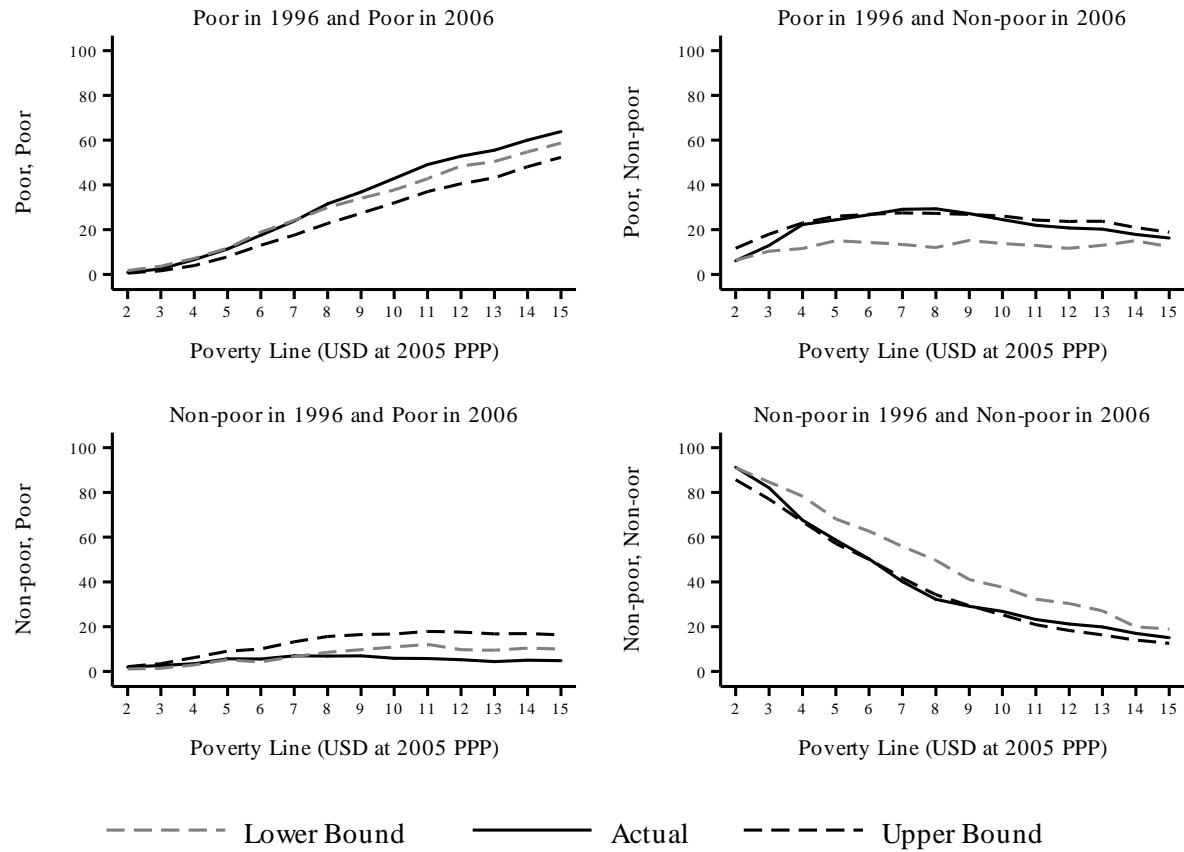 Poor in 1996 and Poor in 2006
Poor, Poor
100
80
60
40
20
0
2 3 4 5 6 7 8 9 10 11 12 13 14 15
Poverty Line (USD at 2005 PPP)
Poor in 1996 and Non-poor in 2006
Poor, Non-poor
100
80
60
40
20
0
2 3 4 5 6 7 8 9 10 11 12 13 14 15
Poverty Line (USD at 2005 PPP)
Non-poor in 1996 and Poor in 2006
Non-poor, Poor
100
80
60
40
20
0
2 3 4 5 6 7 8 9 10 11 12 13 14 15
Poverty Line (USD at 2005 PPP)
Non-poor in 1996 and Non-poor in 2006
Non-poor, Non-oor
100
80
60
40
20
0
2 3 4 5 6 7 8 9 10 11 12 13 14 15
Poverty Line (USD at 2005 PPP)
Lower Bound Actual Upper Bound